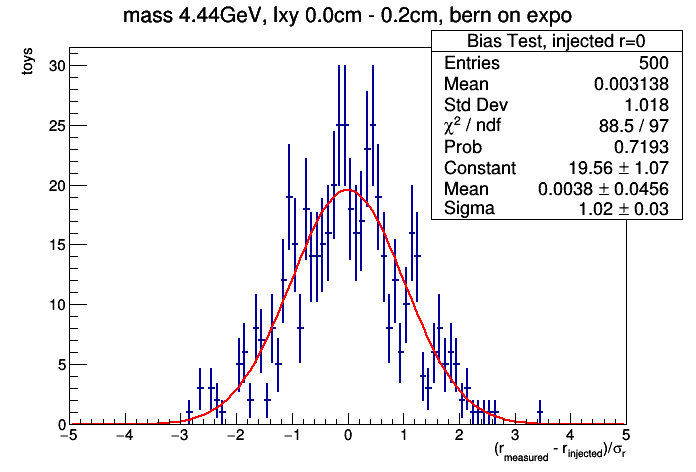 mass 4.44GeV, lxy 0.0cm - 0.2cm, bern on expo
Bias Test, injected r=0
Entries 500
Mean 0.003138
Std Dev 1.018
χ² / ndf 88.5 / 97
Prob 0.7193
Constant 19.56 ± 1.07
Mean 0.0038 ± 0.0456
Sigma 1.02 ± 0.03
toys
30
25
20
15
10
5
0
−5 −4 −3 −2 −1 0 1 2 3 4 5
(r_measured - r_injected)/σ_r